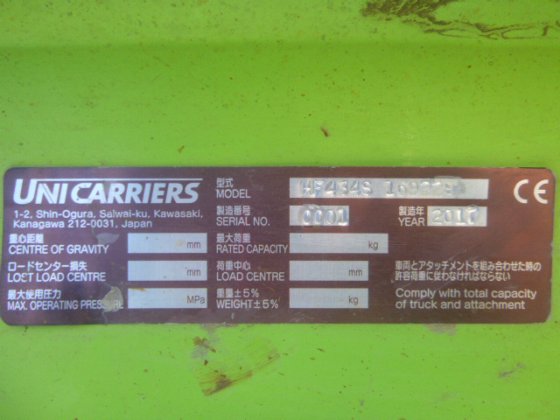 UNICARRIERS
1-2, Shin-Ogura, Saiwai-ku, Kawasaki,
Kanagawa 212-0031, Japan
型式
MODEL
製造番号
SERIAL NO. 0001
製造年
YEAR 2017
CE
重心距離
CENTRE OF GRAVITY mm
最大荷重
RATED CAPACITY kg
ロードセンター損失
LOST LOAD CENTRE mm
荷重中心
LOAD CENTRE mm
最大使用圧力
MAX. OPERATING PRESSURE MPa
重量±5%
WEIGHT±5% kg
車両とアタッチメントを組み合わせた時の
許容荷重に従わなければならない
Comply with total capacity
of truck and attachment